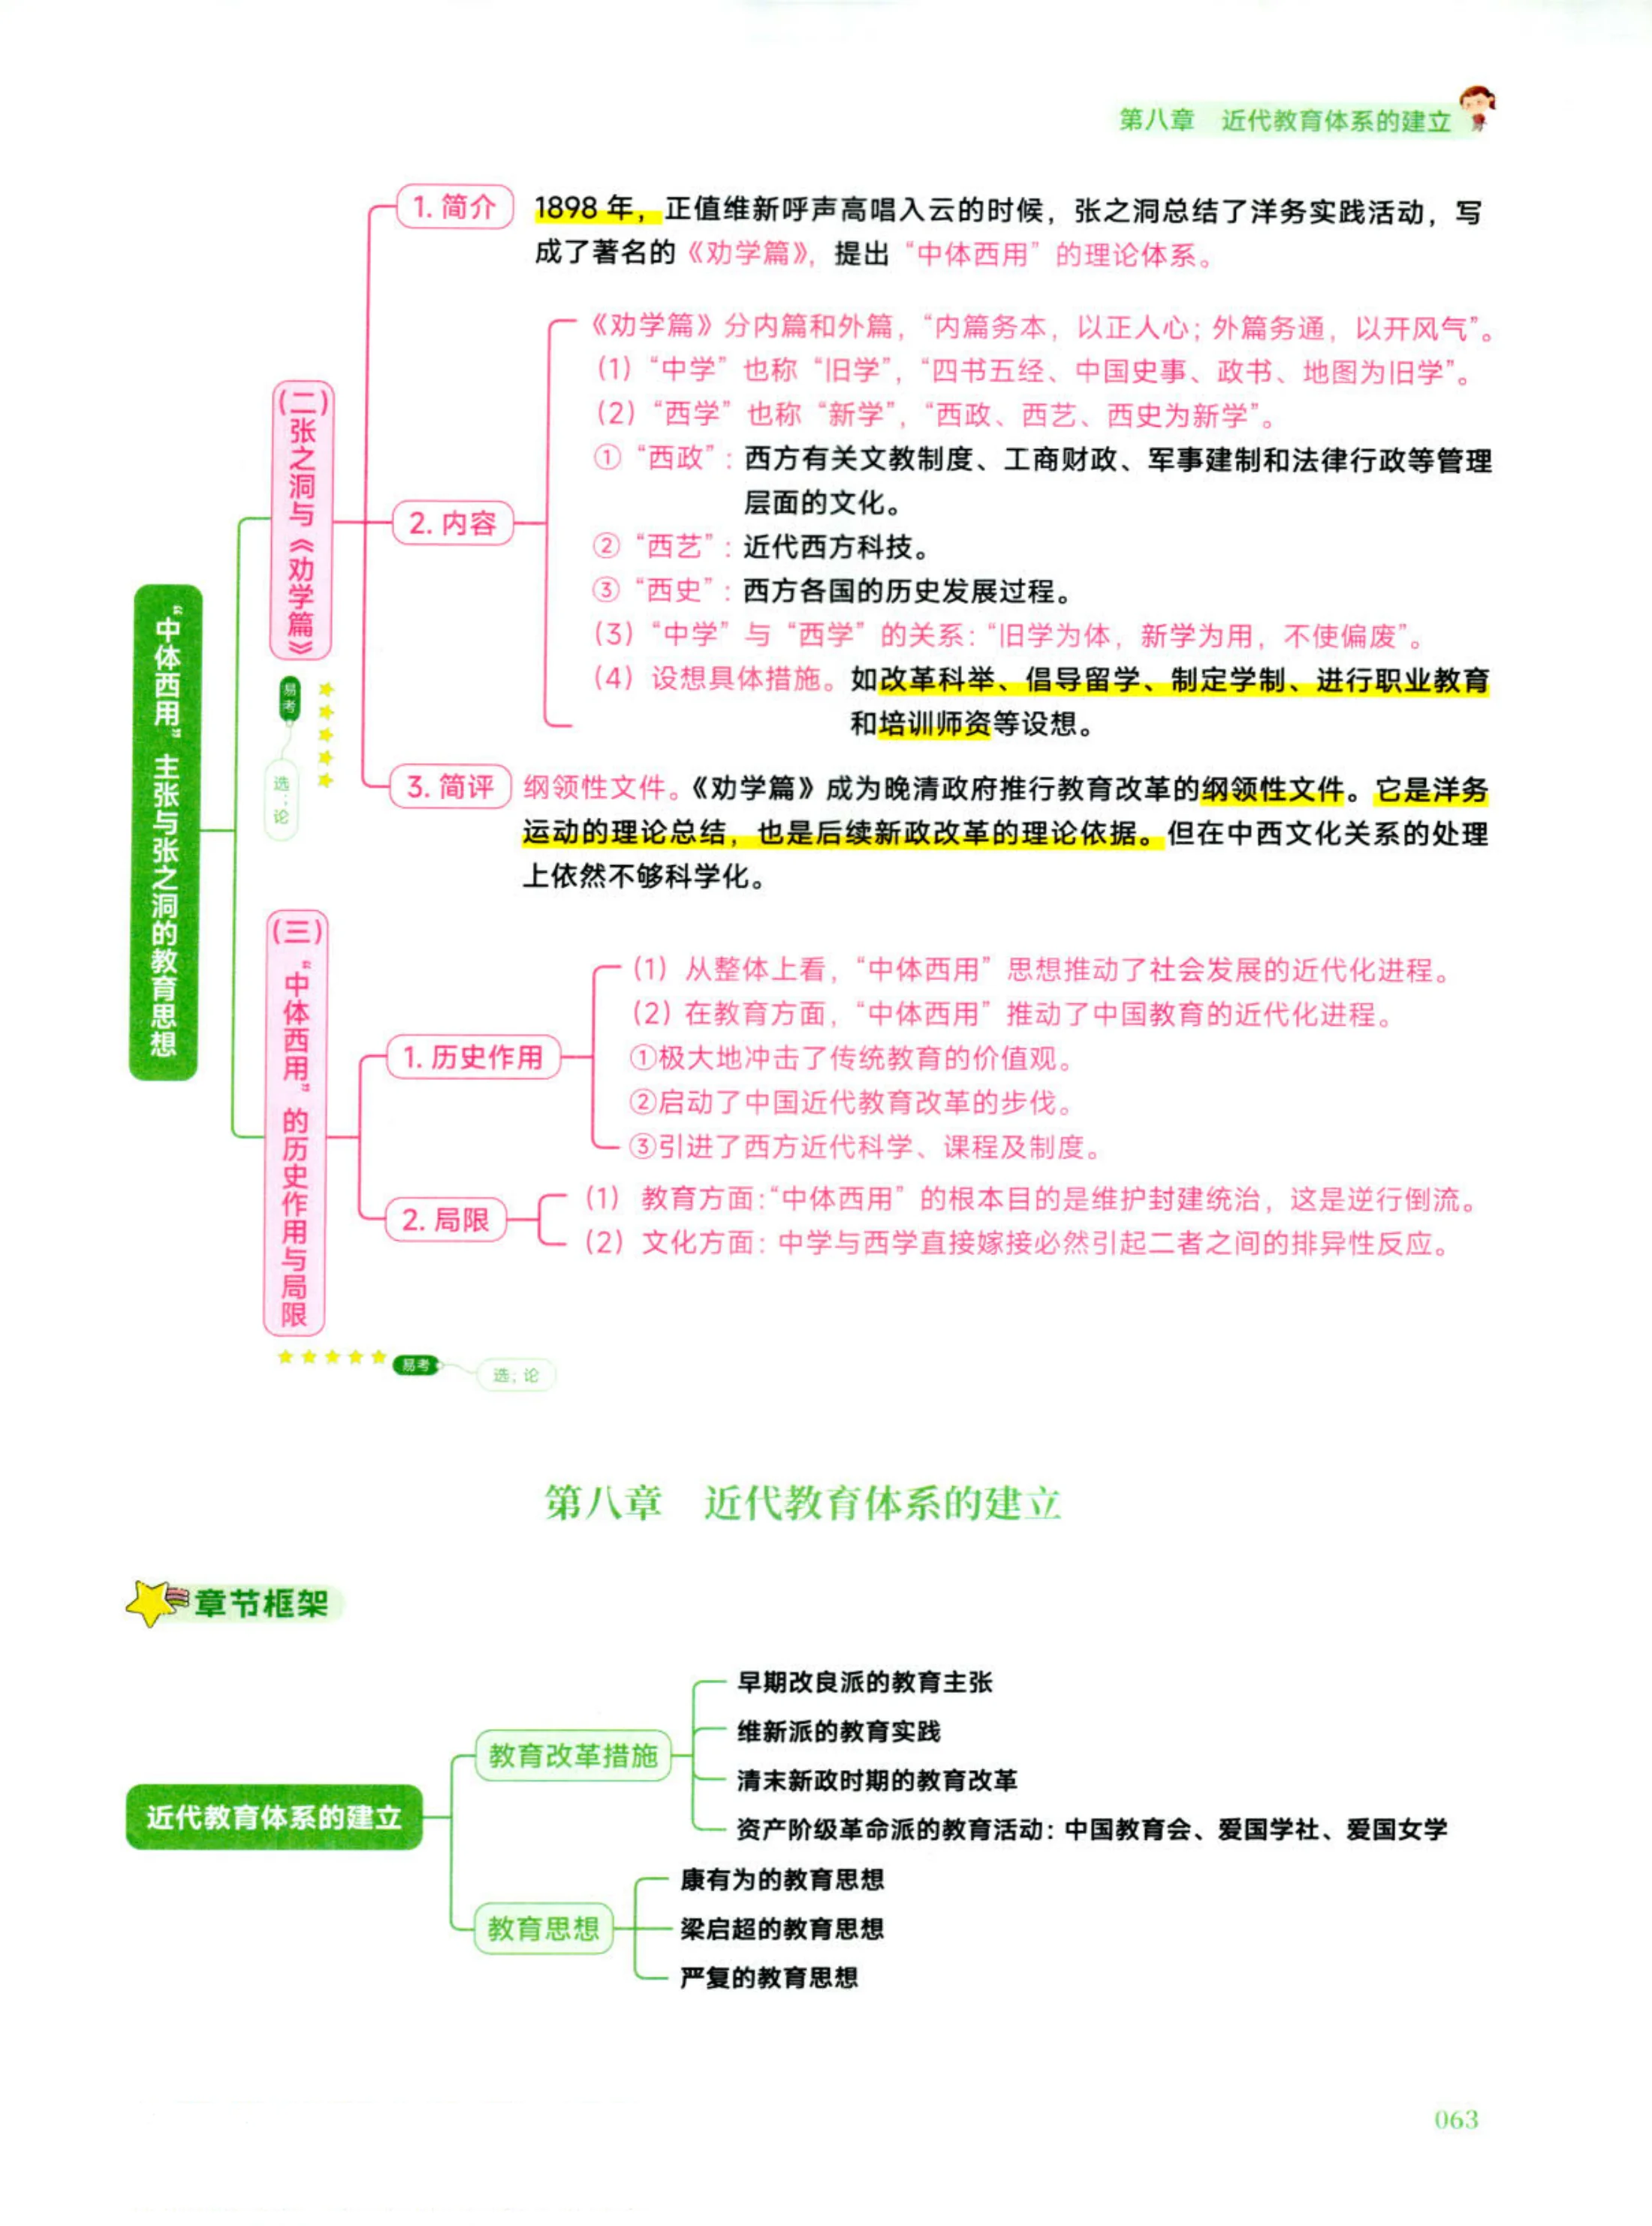 第八章 近代教育体系的建立
“中体西用”主张与张之洞的教育思想
(二)张之洞与《劝学篇》
易考
选;论
1. 简介
1898 年，正值维新呼声高唱入云的时候，张之洞总结了洋务实践活动，写
成了著名的《劝学篇》，提出“中体西用”的理论体系。
2. 内容
《劝学篇》分内篇和外篇，“内篇务本，以正人心；外篇务通，以开风气”。
(1)“中学”也称“旧学”，“四书五经、中国史事、政书、地图为旧学”。
(2)“西学”也称“新学”，“西政、西艺、西史为新学”。
①“西政”：西方有关文教制度、工商财政、军事建制和法律行政等管理
层面的文化。
②“西艺”：近代西方科技。
③“西史”：西方各国的历史发展过程。
(3)“中学”与“西学”的关系：“旧学为体，新学为用，不使偏废”。
(4) 设想具体措施。如改革科举、倡导留学、制定学制、进行职业教育
和培训师资等设想。
3. 简评
纲领性文件。《劝学篇》成为晚清政府推行教育改革的纲领性文件。它是洋务
运动的理论总结，也是后续新政改革的理论依据。但在中西文化关系的处理
上依然不够科学化。
(三)“中体西用”的历史作用与局限
易考
选;论
1. 历史作用
(1) 从整体上看，“中体西用”思想推动了社会发展的近代化进程。
(2) 在教育方面，“中体西用”推动了中国教育的近代化进程。
①极大地冲击了传统教育的价值观。
②启动了中国近代教育改革的步伐。
③引进了西方近代科学、课程及制度。
2. 局限
(1) 教育方面：“中体西用”的根本目的是维护封建统治，这是逆行倒流。
(2) 文化方面：中学与西学直接嫁接必然引起二者之间的排异性反应。
第八章 近代教育体系的建立
章节框架
近代教育体系的建立
教育改革措施
早期改良派的教育主张
维新派的教育实践
清末新政时期的教育改革
资产阶级革命派的教育活动：中国教育会、爱国学社、爱国女学
教育思想
康有为的教育思想
梁启超的教育思想
严复的教育思想
063